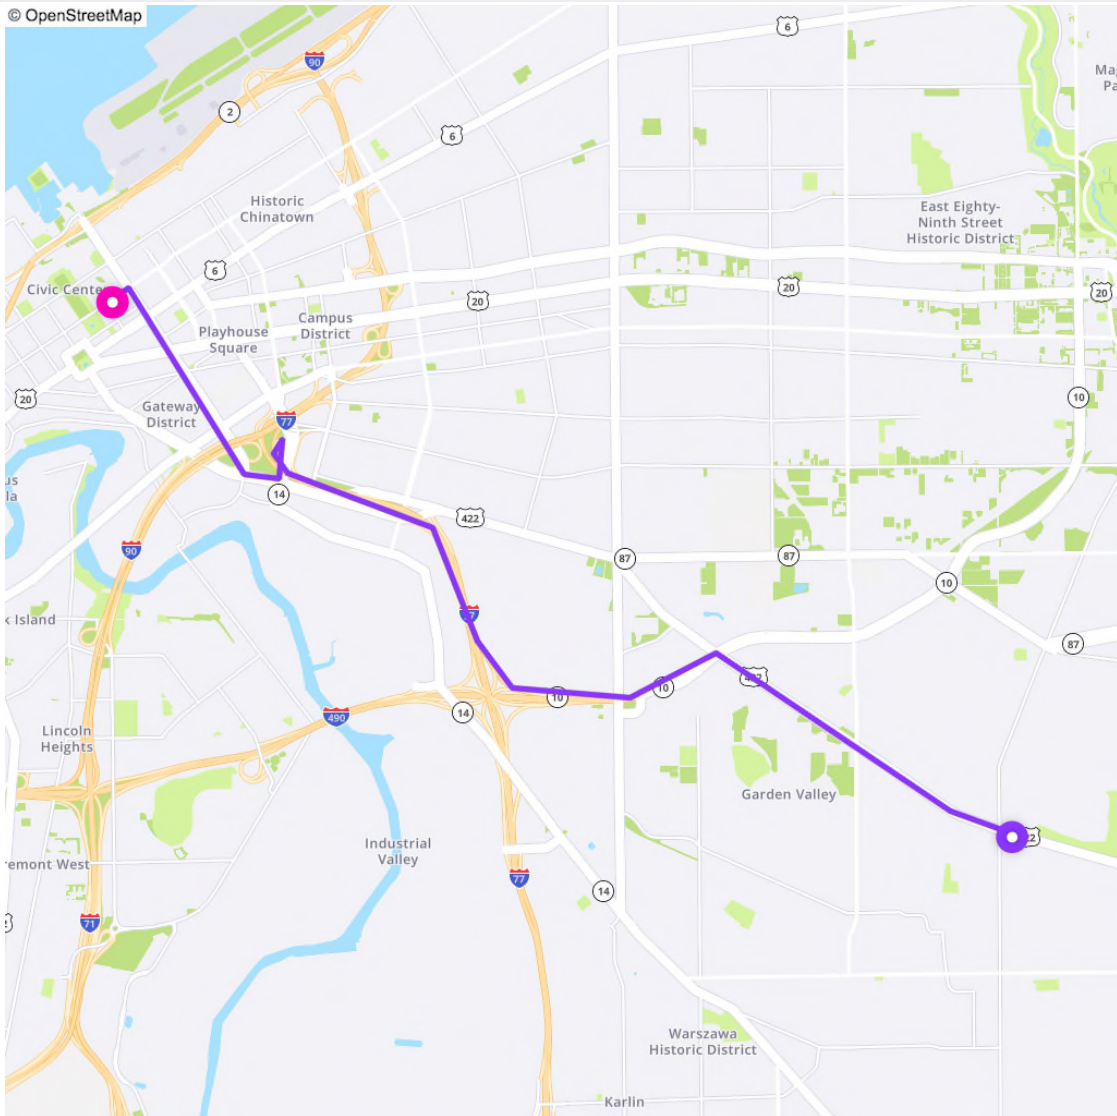 © OpenStreetMap
6
90
2
6
Historic
Chinatown
East Eighty-
Ninth Street
Historic District
6
Civic
20
20
20
Campus
District
Playhouse
Square
20
10
Gateway
District
77
14
422
87
87
90
10
87
10
10
14
490
Lincoln
Heights
Garden Valley
Industrial
Valley
77
14
71
Warszawa
Historic District
Karlin